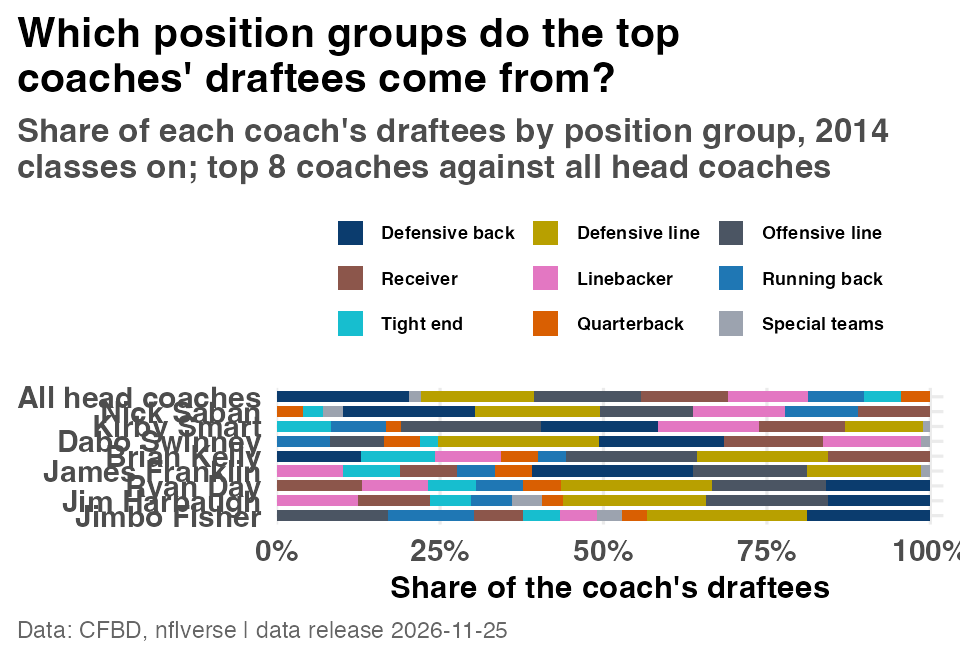 Which position groups do the top
coaches' draftees come from?
Share of each coach's draftees by position group, 2014
classes on; top 8 coaches against all head coaches
Defensive back Defensive line Offensive line
Receiver Linebacker Running back
Tight end Quarterback Special teams
All head coaches
Nick Saban
Kirby Smart
Dabo Swinney
Brian Kelly
James Franklin
Ryan Day
Jim Harbaugh
Jimbo Fisher
0% 25% 50% 75% 100%
Share of the coach's draftees
Data: CFBD, nflverse | data release 2026-11-25